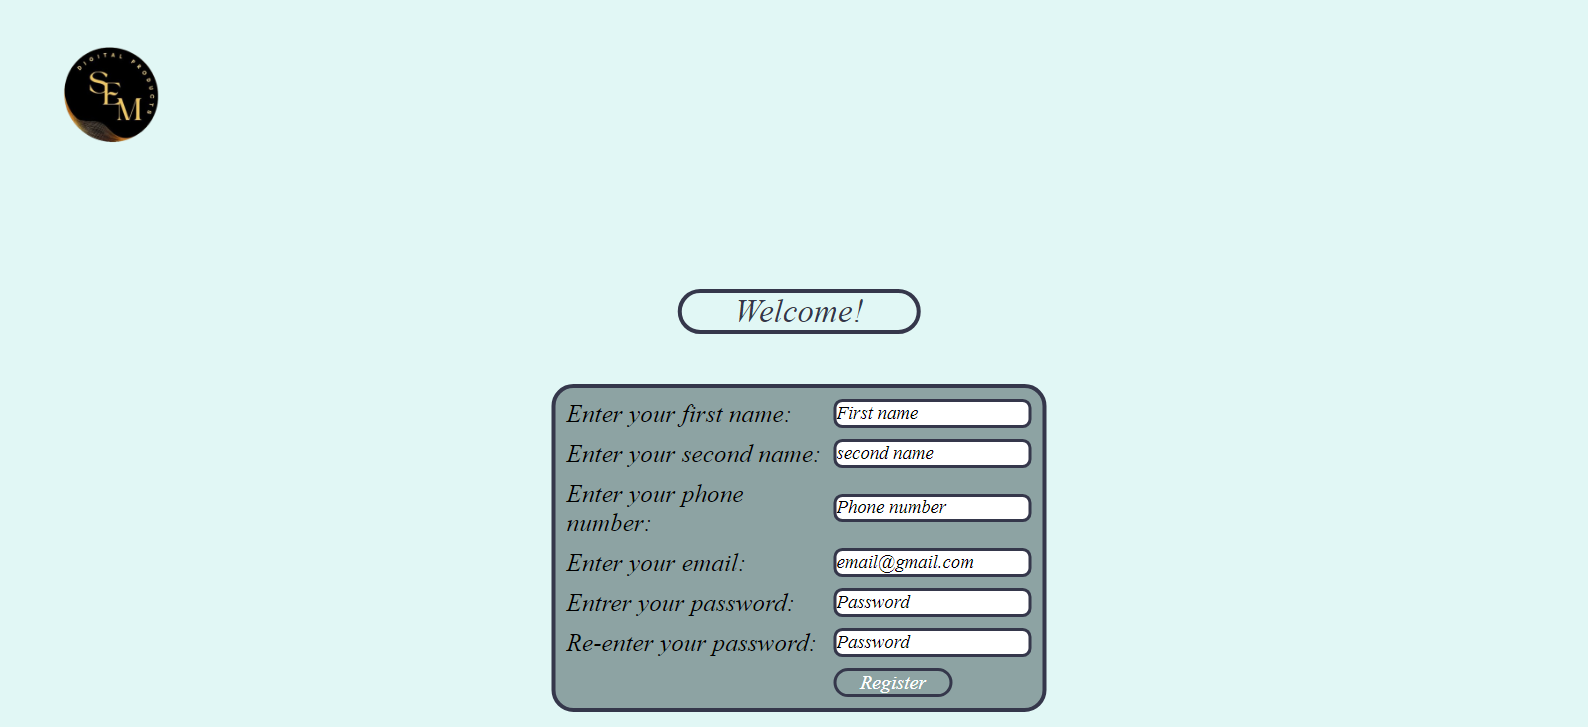 DIGITAL PRODUCTS
SEM
Welcome!
Enter your first name: First name
Enter your second name: second name
Enter your phone
number: Phone number
Enter your email: email@gmail.com
Entrer your password: Password
Re-enter your password: Password
Register